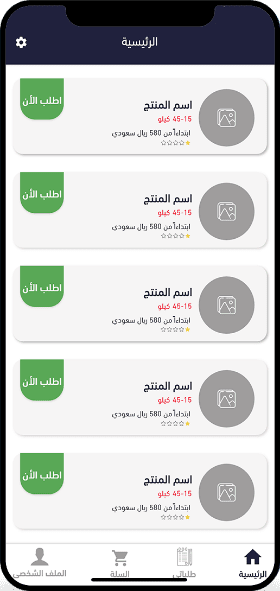 الرئيسية
اطلب الأن
اسم المنتج
45-15 كيلو
ابتداءاً من 580 ريال سعودي
اطلب الأن
اسم المنتج
45-15 كيلو
ابتداءاً من 580 ريال سعودي
اطلب الأن
اسم المنتج
45-15 كيلو
ابتداءاً من 580 ريال سعودي
اطلب الأن
اسم المنتج
45-15 كيلو
ابتداءاً من 580 ريال سعودي
اطلب الأن
اسم المنتج
45-15 كيلو
ابتداءاً من 580 ريال سعودي
الرئيسية
طلباتي
السلة
الملف الشخصى